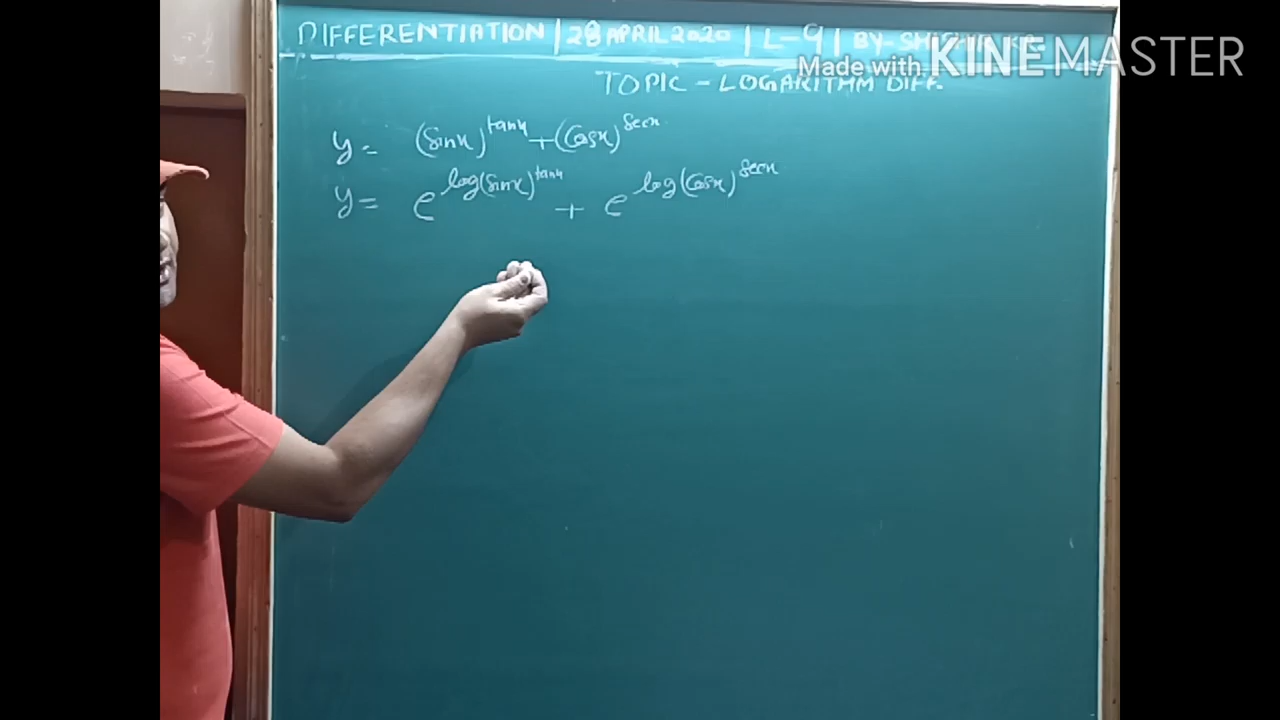 DIFFERENTIATION | 28 APRIL 2020 | L-9 | BY-
Made with KINEMASTER
TOPIC - LOGARITHM DIFF.
y = (sinx)^tanx + (cosx)^secx
y = e^log(sinx)^tanx + e^log(cosx)^secx